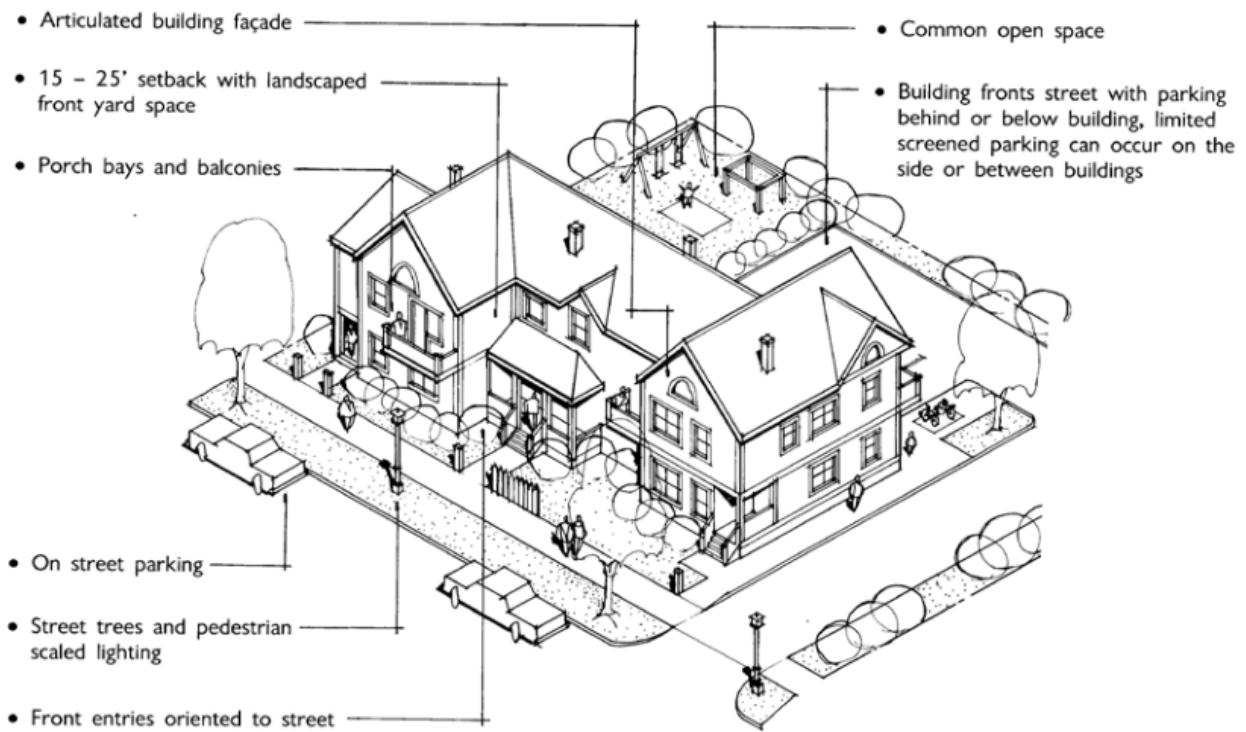 • Articulated building façade
• 15 – 25' setback with landscaped
front yard space
• Porch bays and balconies
• Common open space
• Building fronts street with parking
behind or below building, limited
screened parking can occur on the
side or between buildings
• On street parking
• Street trees and pedestrian
scaled lighting
• Front entries oriented to street